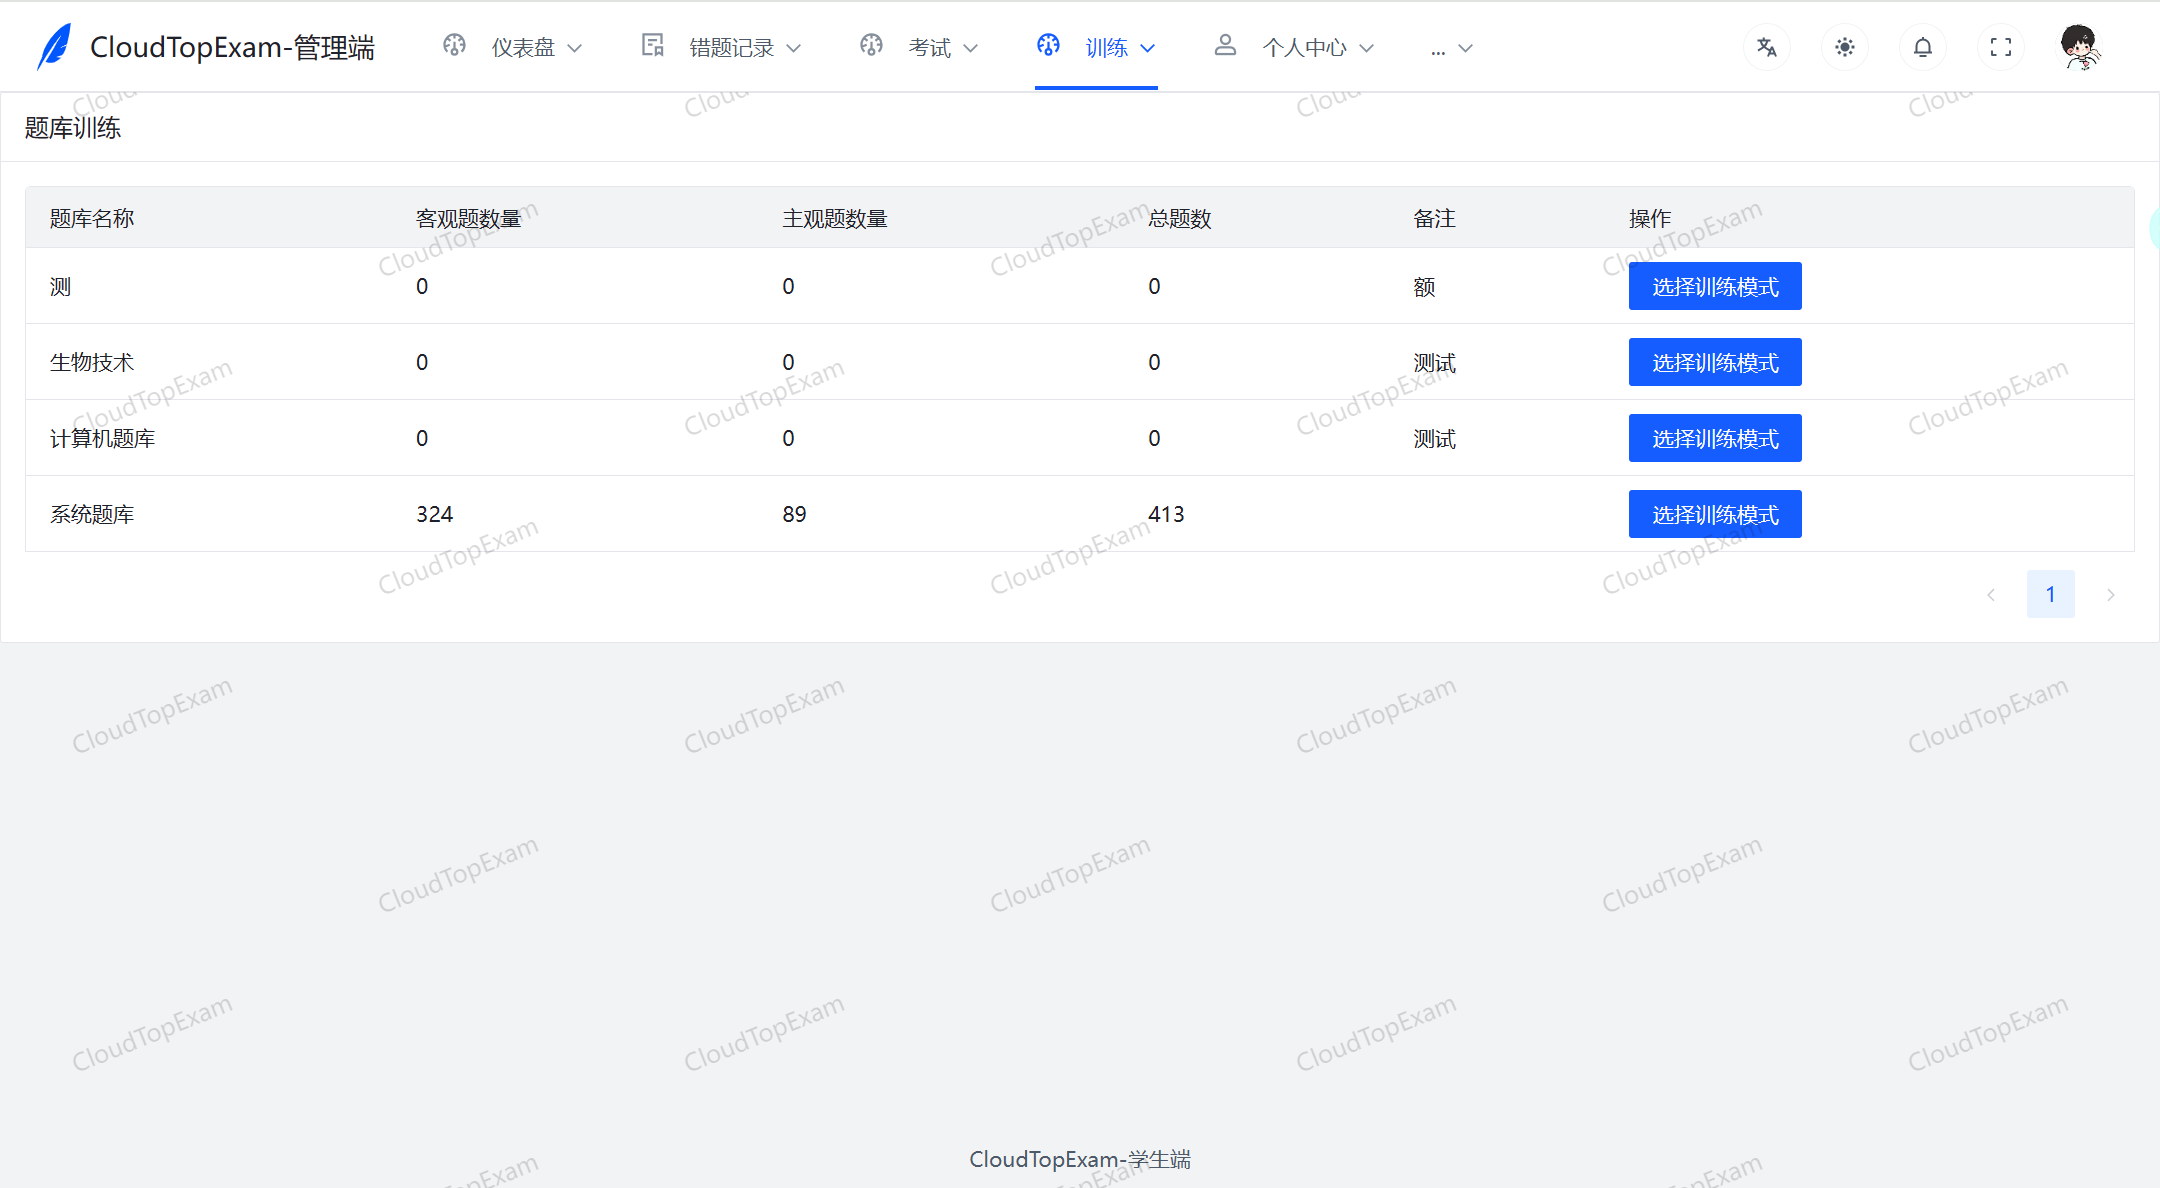 CloudTopExam-管理端 仪表盘 错题记录 考试 训练 个人中心 ...
题库训练
题库名称 客观题数量 主观题数量 总题数 备注 操作
测 0 0 0 额 选择训练模式
生物技术 0 0 0 测试 选择训练模式
计算机题库 0 0 0 测试 选择训练模式
系统题库 324 89 413 选择训练模式
1
CloudTopExam-学生端
CloudTopExam